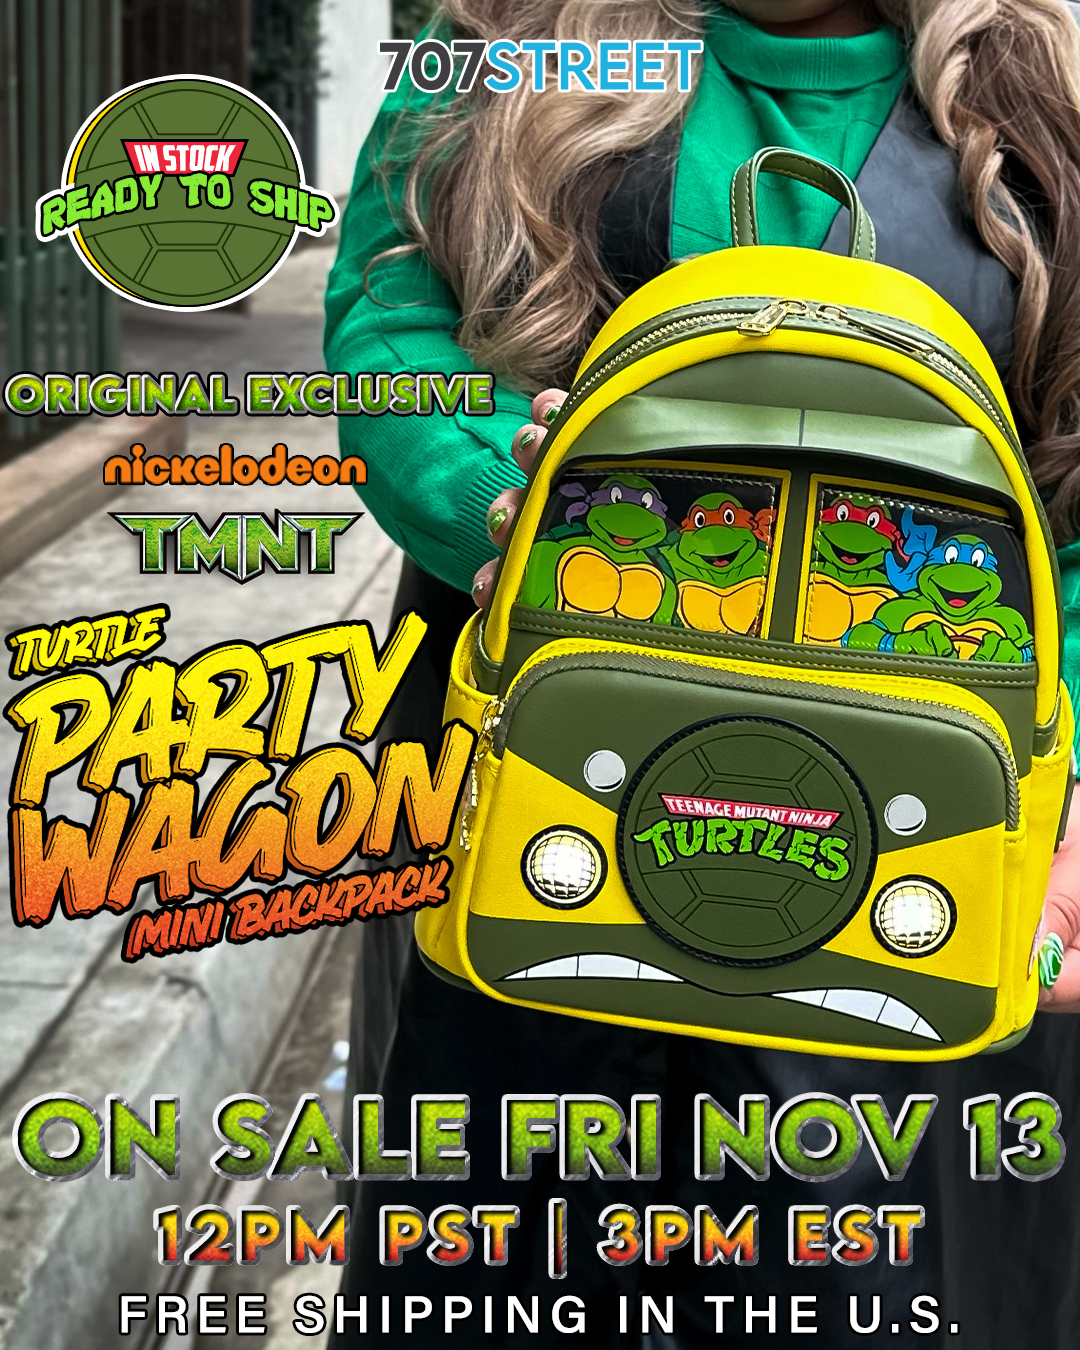 707STREET
IN STOCK
READY TO SHIP
ORIGINAL EXCLUSIVE
nickelodeon
TMNT
TURTLE
PARTY
WAGON
MINI BACKPACK
TEENAGE MUTANT NINJA
TURTLES
ON SALE FRI NOV 13
12PM PST | 3PM EST
FREE SHIPPING IN THE U.S.